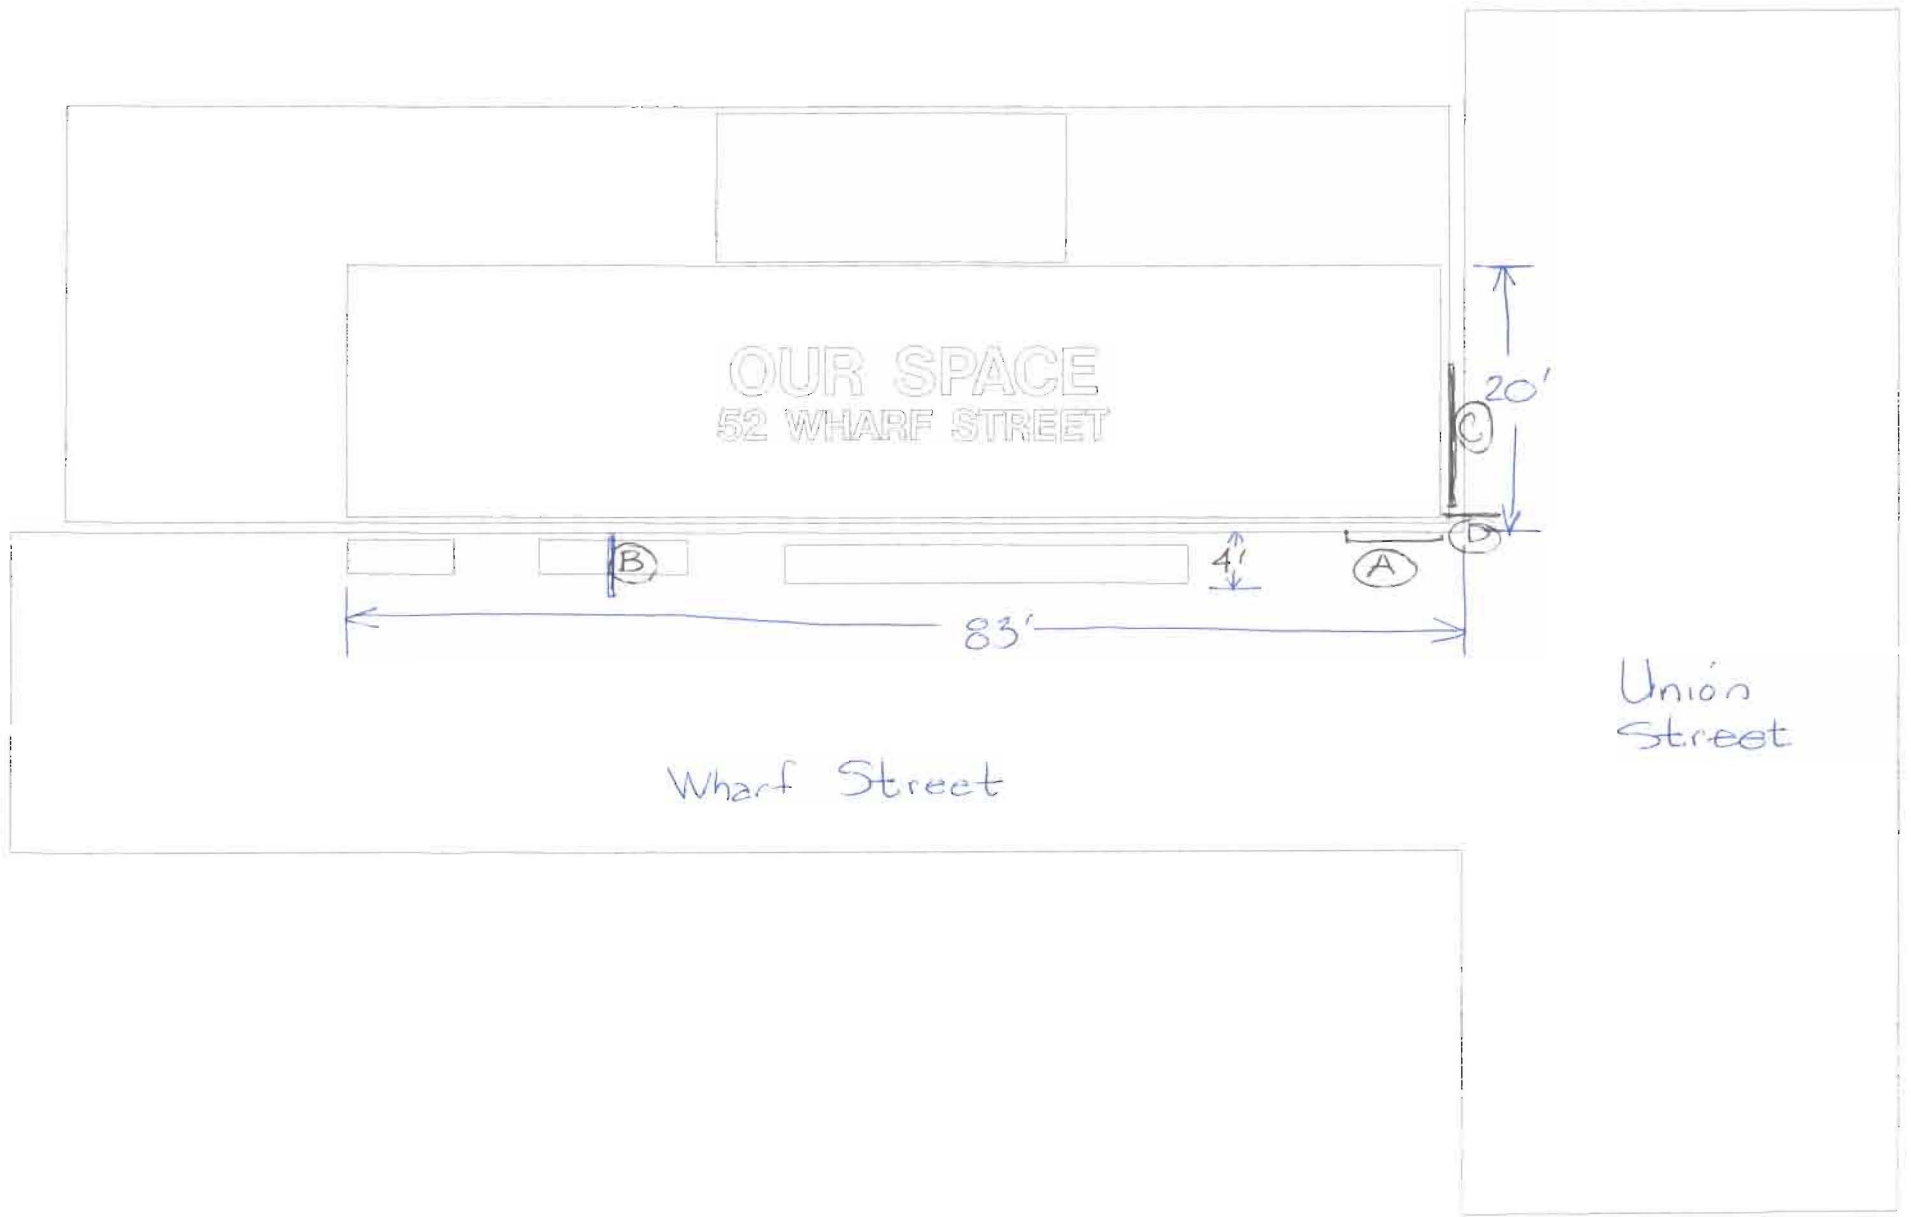 OUR SPACE
52 WHARF STREET
20'
C
D
B
4'
A
83'
Union
Street
Wharf Street